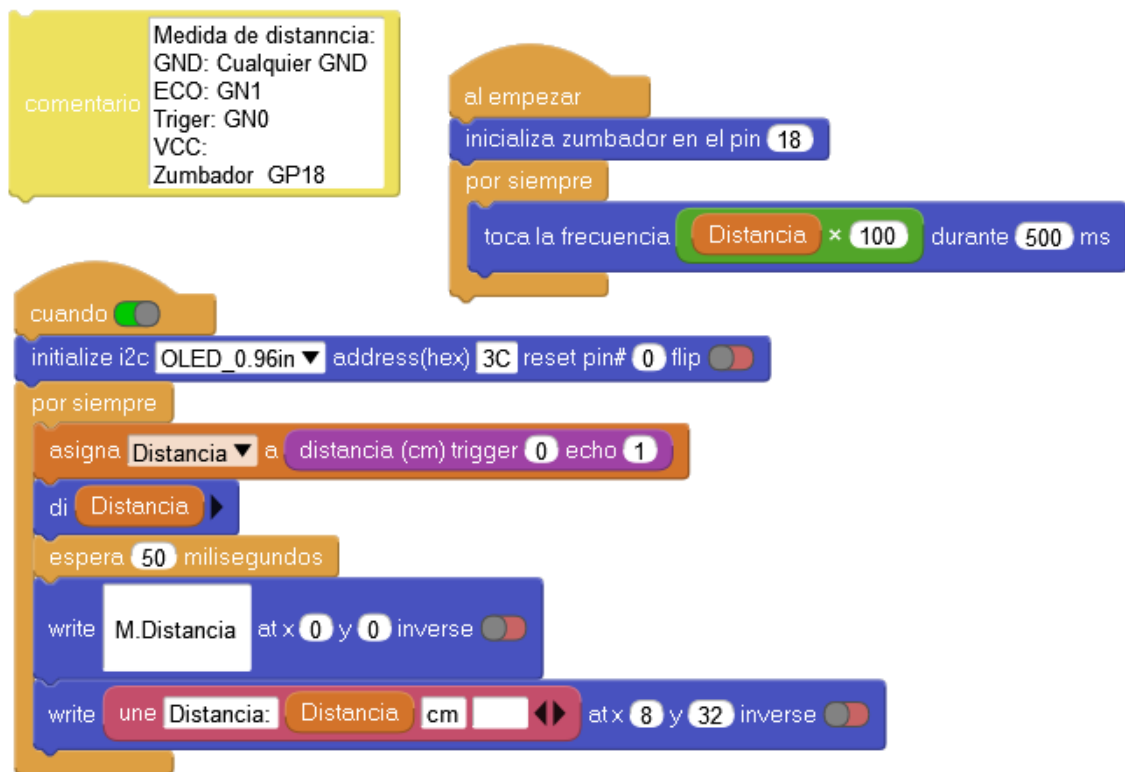 comentario
Medida de distanncia:
GND: Cualquier GND
ECO: GN1
Triger: GN0
VCC:
Zumbador GP18
al empezar
inicializa zumbador en el pin 18
por siempre
toca la frecuencia Distancia × 100 durante 500 ms
cuando
initialize i2c OLED_0.96in ▼ address(hex) 3C reset pin# 0 flip
por siempre
asigna Distancia ▼ a distancia (cm) trigger 0 echo 1
di Distancia
espera 50 milisegundos
write M.Distancia at x 0 y 0 inverse
write une Distancia: Distancia cm at x 8 y 32 inverse